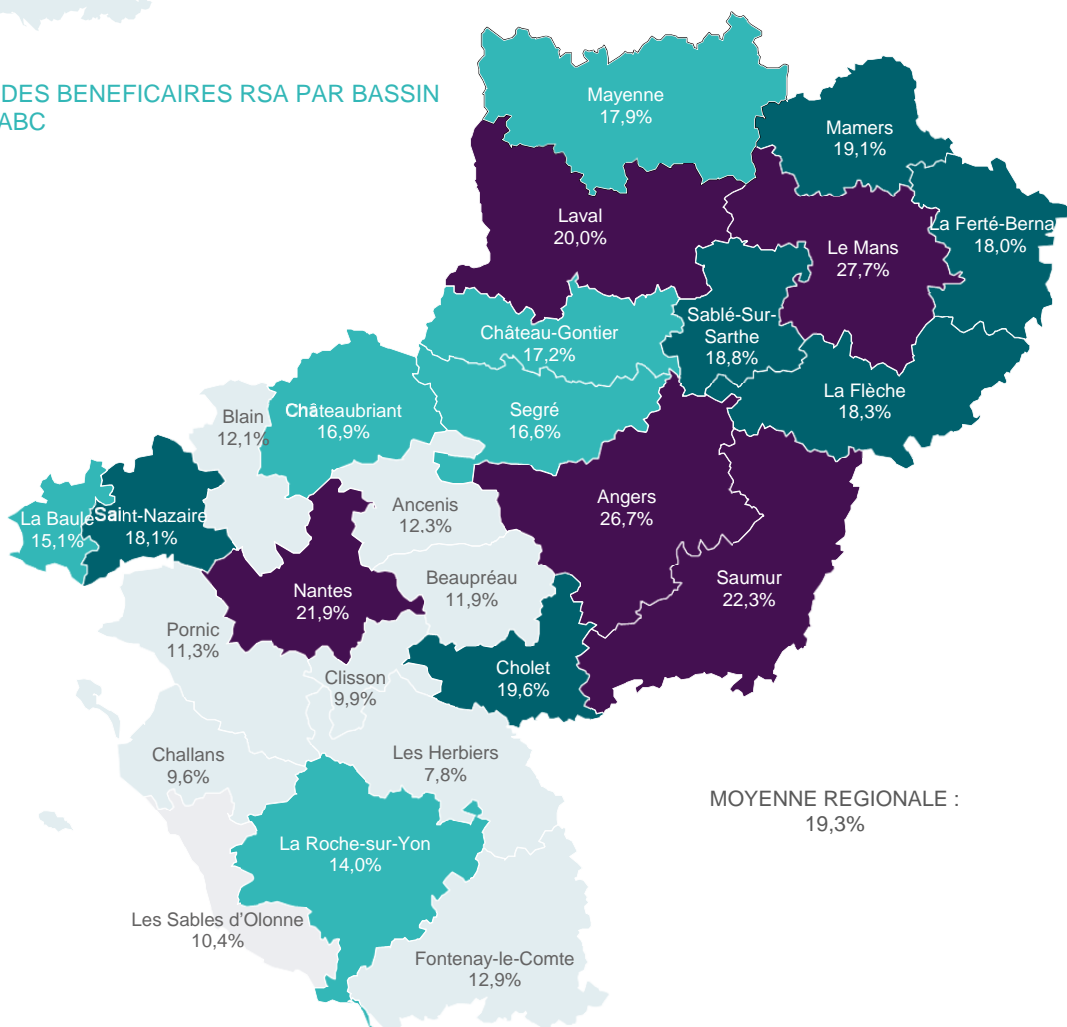 DES BENEFICAIRES RSA PAR BASSIN
ABC
Mayenne
17,9%
Mamers
19,1%
Laval
20,0%
La Ferté-Berna
18,0%
Le Mans
27,7%
Sablé-Sur-
Sarthe
18,8%
Château-Gontier
17,2%
La Flèche
18,3%
Segré
16,6%
Châteaubriant
16,9%
Blain
12,1%
Angers
26,7%
Ancenis
12,3%
La Baule
15,1%
Saint-Nazaire
18,1%
Beaupréau
11,9%
Saumur
22,3%
Nantes
21,9%
Pornic
11,3%
Cholet
19,6%
Clisson
9,9%
Les Herbiers
7,8%
Challans
9,6%
MOYENNE REGIONALE :
19,3%
La Roche-sur-Yon
14,0%
Les Sables d’Olonne
10,4%
Fontenay-le-Comte
12,9%